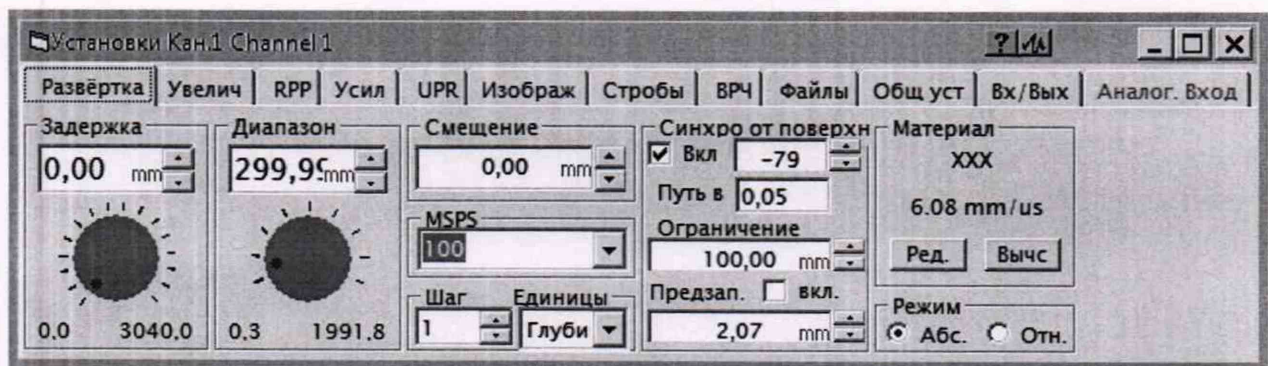 Установки Кан.1 Channel 1
Развёртка Увелич RPP Усил UPR Изображ Стробы ВРЧ Файлы Общ уст Вх/Вых Аналог. Вход
Задержка
0,00 mm
0.0 3040.0
Диапазон
299,99 mm
0.3 1991.8
Смещение
0,00 mm
MSPS
100
Шаг
1
Единицы
Глуби
Синхро от поверхн
Вкл -79
Путь в 0,05
Ограничение
100,00 mm
Предзап. вкл.
2,07 mm
Материал
XXX
6.08 mm/us
Ред. Вычс
Режим
Абс. Отн.